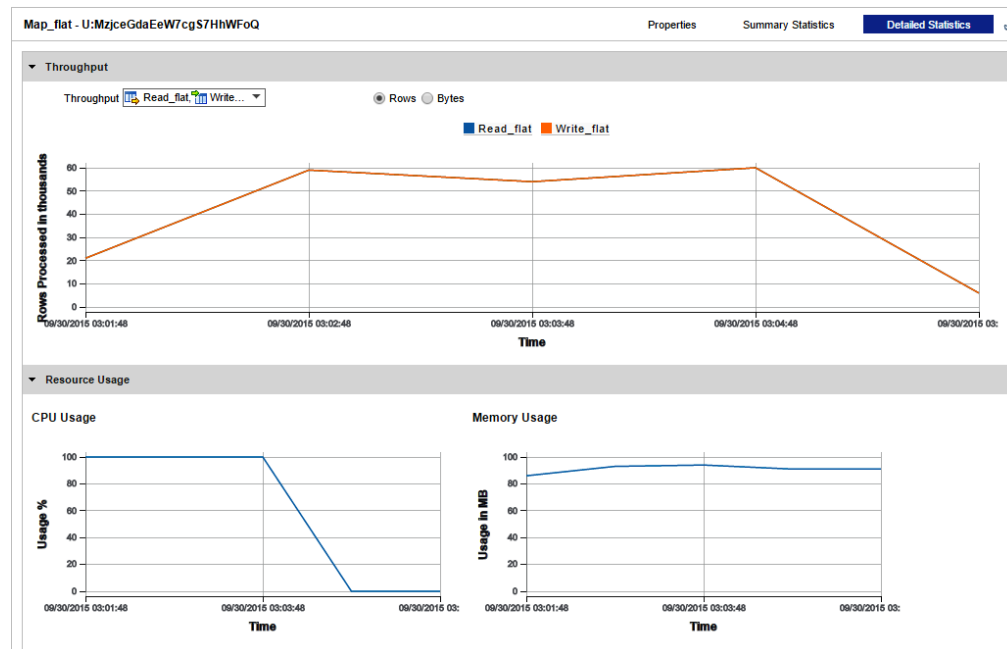 Map_flat - U:MzjceGdaEeW7cgS7HhWFoQ Properties Summary Statistics Detailed Statistics
Throughput
Throughput Read_flat, Write... Rows Bytes
Read_flat Write_flat
Rows Processed in thousands
60
50
40
30
20
10
0
09/30/2015 03:01:48 09/30/2015 03:02:48 09/30/2015 03:03:48 09/30/2015 03:04:48 09/30/2015 03:
Time
Resource Usage
CPU Usage
Usage %
100
80
60
40
20
0
09/30/2015 03:01:48 09/30/2015 03:03:48 09/30/2015 03:
Time
Memory Usage
Usage in MB
100
80
60
40
20
0
09/30/2015 03:01:48 09/30/2015 03:03:48 09/30/2015 03:
Time